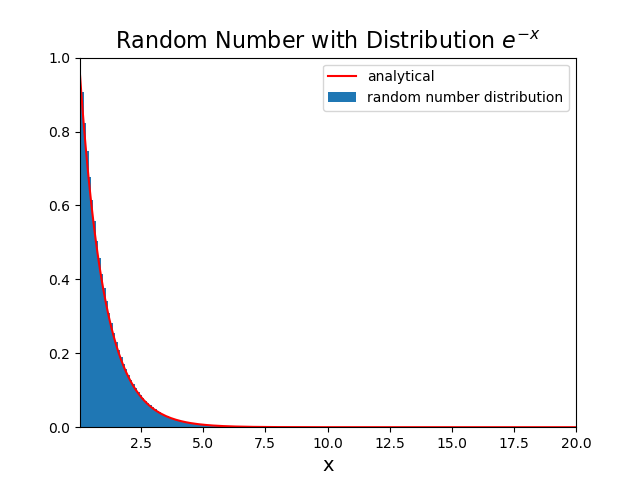 Random Number with Distribution $e^{-x}$
analytical
random number distribution
1.0
0.8
0.6
0.4
0.2
0.0
2.5 5.0 7.5 10.0 12.5 15.0 17.5 20.0
x